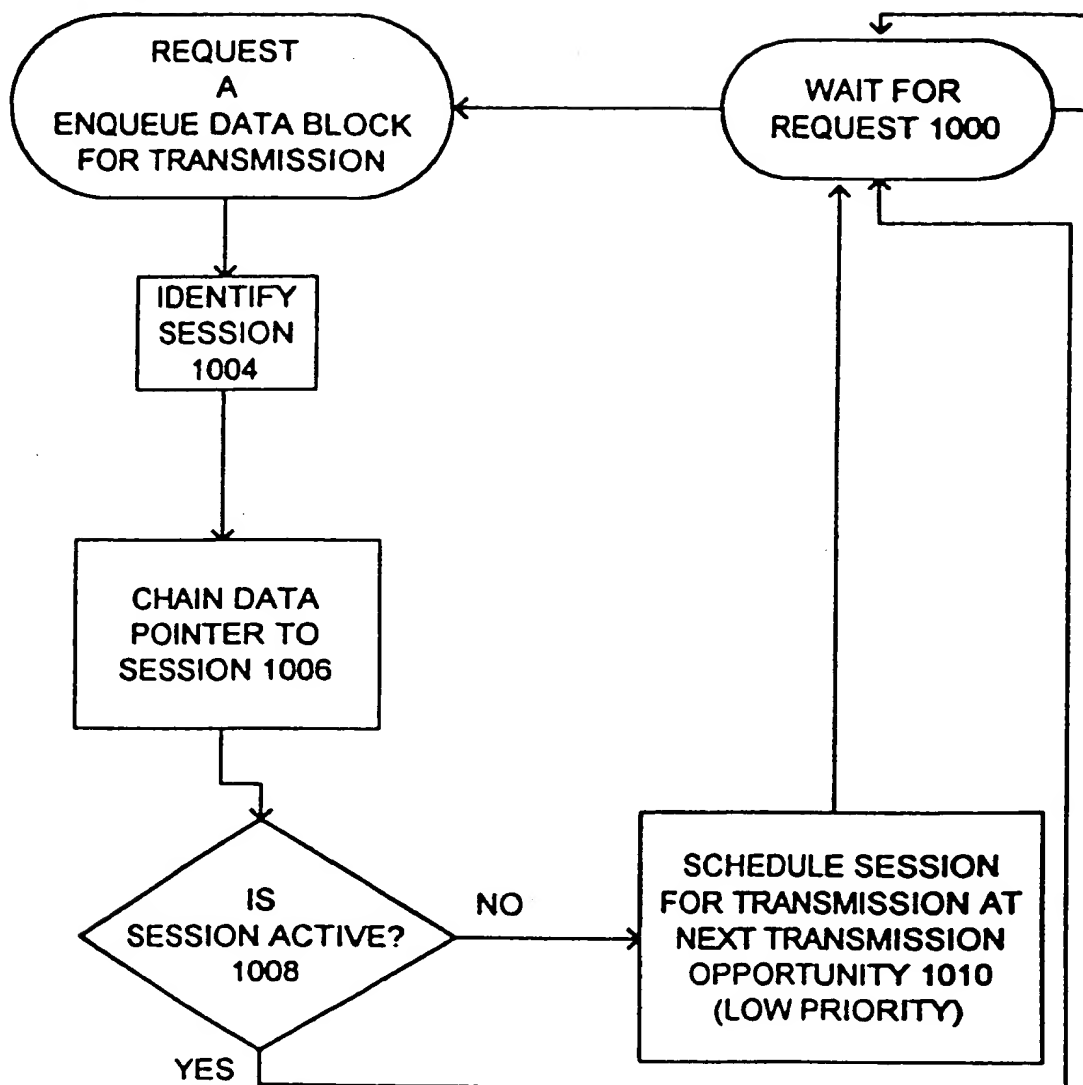 REQUEST
A
ENQUEUE DATA BLOCK
FOR TRANSMISSION
WAIT FOR
REQUEST 1000
IDENTIFY
SESSION
1004
CHAIN DATA
POINTER TO
SESSION 1006
IS
SESSION ACTIVE?
1008
NO
YES
SCHEDULE SESSION
FOR TRANSMISSION AT
NEXT TRANSMISSION
OPPORTUNITY 1010
(LOW PRIORITY)